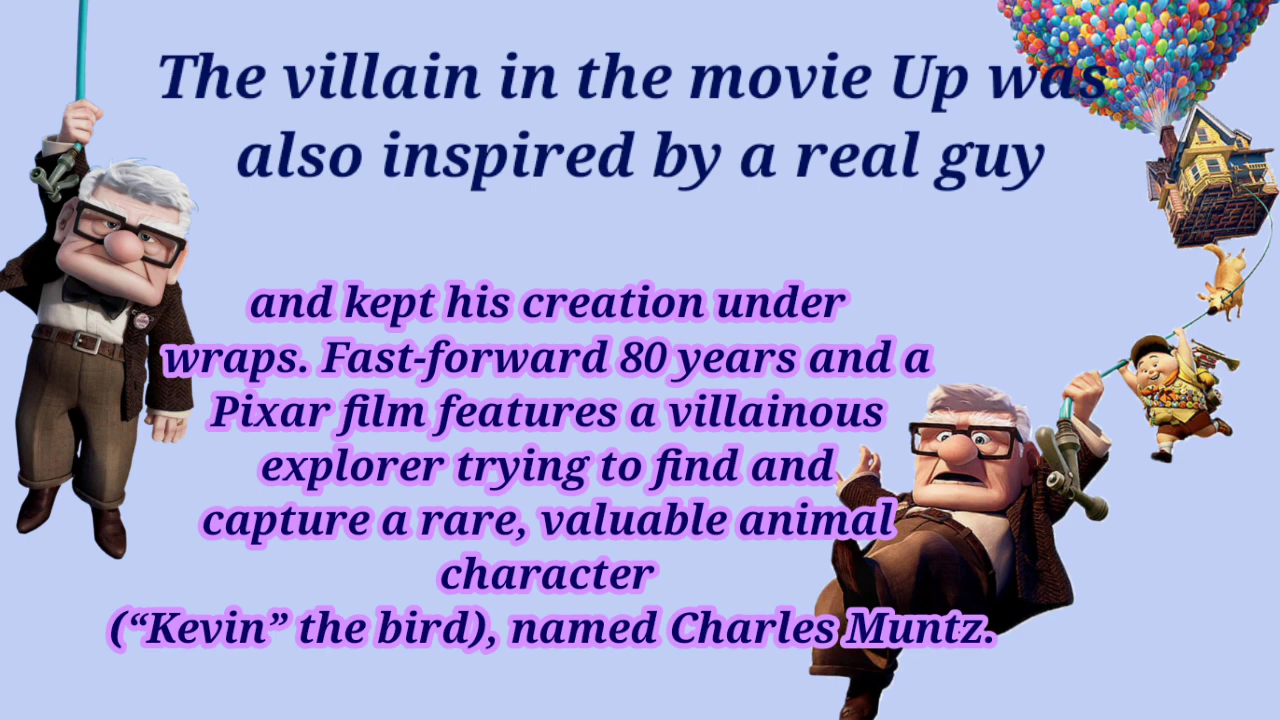 The villain in the movie Up was
also inspired by a real guy
and kept his creation under
wraps. Fast-forward 80 years and a
Pixar film features a villainous
explorer trying to find and
capture a rare, valuable animal
character
(“Kevin” the bird), named Charles Muntz.